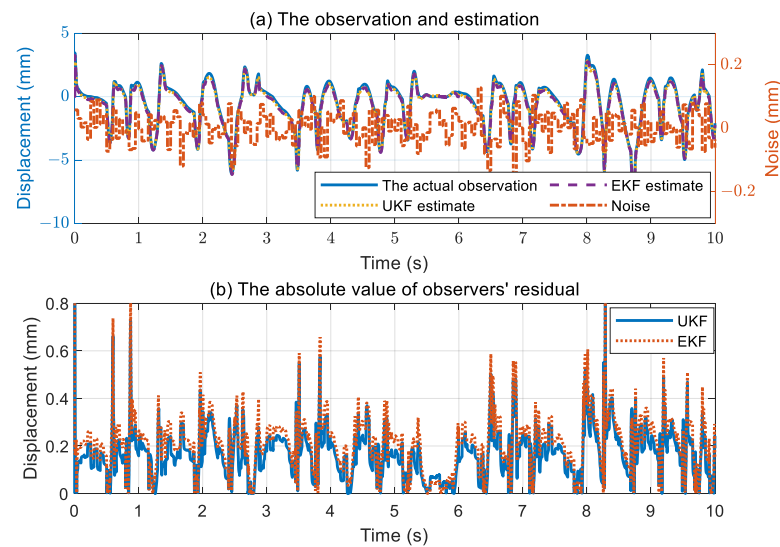 (a) The observation and estimation
5
0
−5
−10
Displacement (mm)
0.2
0
−0.2
Noise (mm)
The actual observation
EKF estimate
UKF estimate
Noise
0 1 2 3 4 5 6 7 8 9 10
Time (s)
(b) The absolute value of observers' residual
0.8
0.6
0.4
0.2
0
Displacement (mm)
UKF
EKF
0 1 2 3 4 5 6 7 8 9 10
Time (s)